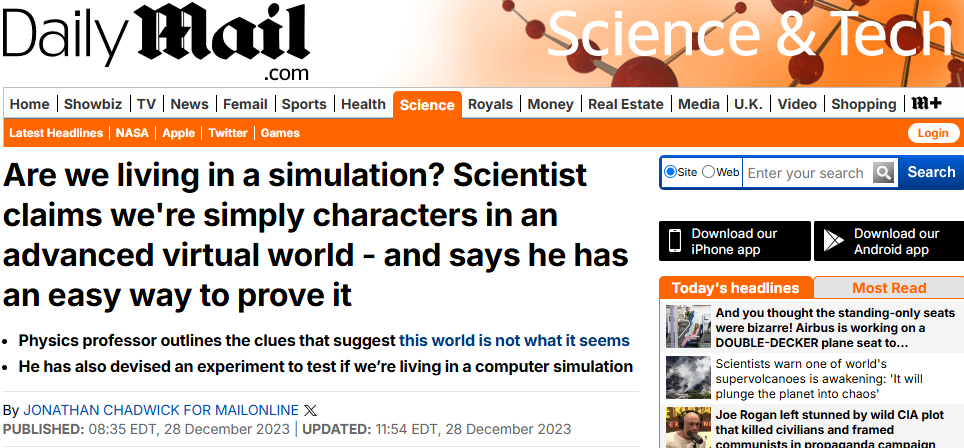 Daily Mail
.com
Science & Tech
Home | Showbiz | TV | News | Femail | Sports | Health | Science | Royals | Money | Real Estate | Media | U.K. | Video | Shopping | m+
Latest Headlines | NASA | Apple | Twitter | Games
Login
Are we living in a simulation? Scientist
claims we're simply characters in an
advanced virtual world - and says he has
an easy way to prove it
• Physics professor outlines the clues that suggest this world is not what it seems
• He has also devised an experiment to test if we’re living in a computer simulation
By JONATHAN CHADWICK FOR MAILONLINE X
PUBLISHED: 08:35 EDT, 28 December 2023 | UPDATED: 11:54 EDT, 28 December 2023
Site Web Enter your search Search
Download our
iPhone app
Download our
Android app
Today's headlines Most Read
And you thought the standing-only seats
were bizarre! Airbus is working on a
DOUBLE-DECKER plane seat to...
Scientists warn one of world's
supervolcanoes is awakening: 'It will
plunge the planet into chaos'
Joe Rogan left stunned by wild CIA plot
that killed civilians and framed
communists in propaganda campaign